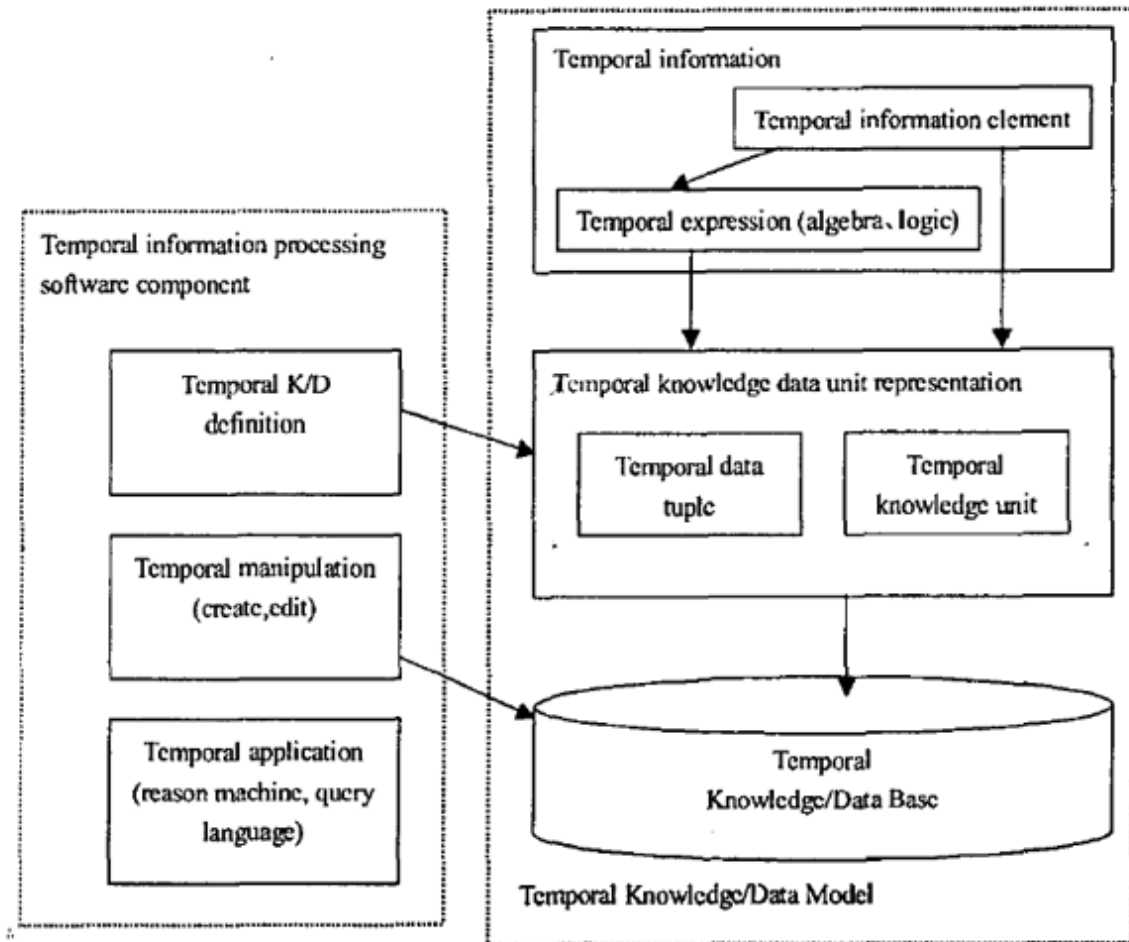 Temporal information
Temporal information element
Temporal expression (algebra、logic)
Temporal information processing
software component
Temporal K/D
definition
Temporal manipulation
(create,edit)
Temporal application
(reason machine, query
language)
Temporal knowledge data unit representation
Temporal data
tuple
Temporal
knowledge unit
Temporal
Knowledge/Data Base
Temporal Knowledge/Data Model